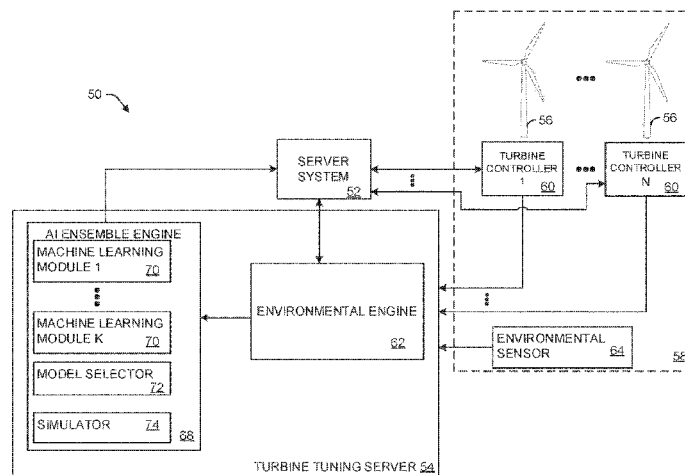 50
56
56
SERVER
SYSTEM
52
TURBINE
CONTROLLER
1
60
TURBINE
CONTROLLER
N
60
AI ENSEMBLE ENGINE
MACHINE LEARNING
MODULE 1 70
MACHINE LEARNING
MODULE K 70
MODEL SELECTOR
72
SIMULATOR 74
68
ENVIRONMENTAL ENGINE
62
ENVIRONMENTAL
SENSOR 64
58
TURBINE TUNING SERVER 54